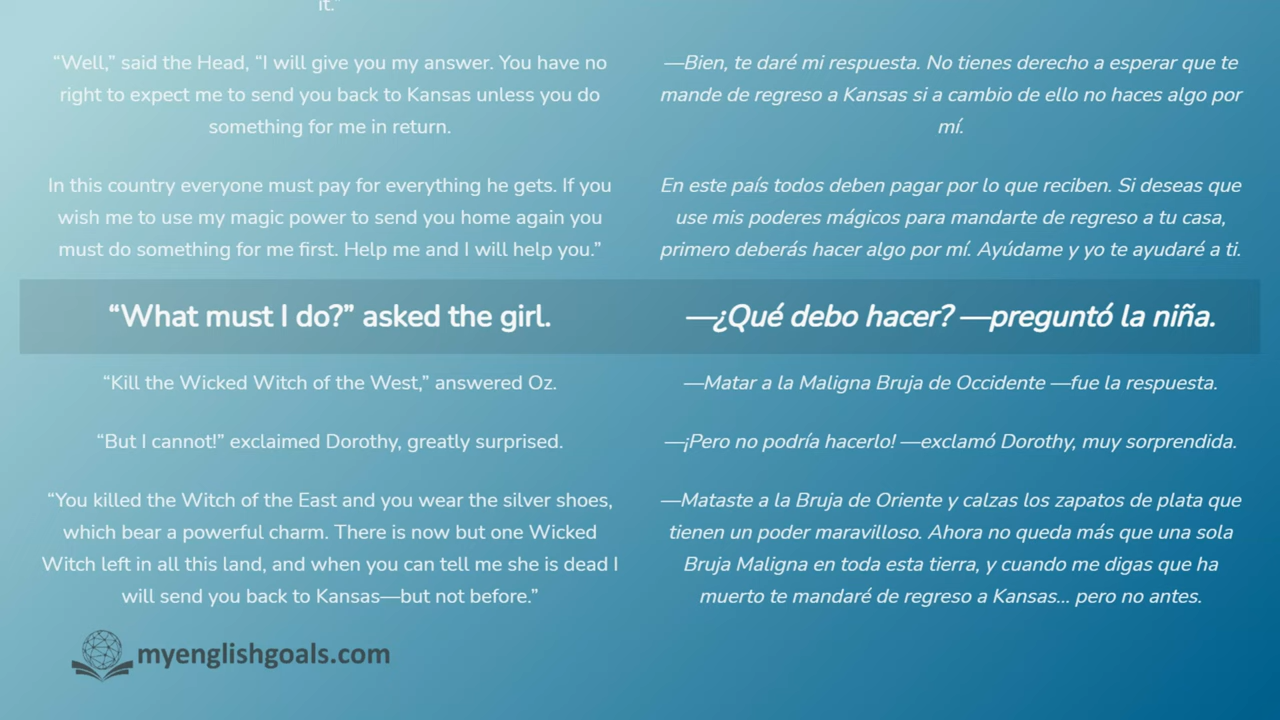 it.”
“Well,” said the Head, “I will give you my answer. You have no
right to expect me to send you back to Kansas unless you do
something for me in return.
In this country everyone must pay for everything he gets. If you
wish me to use my magic power to send you home again you
must do something for me first. Help me and I will help you.”
“What must I do?” asked the girl.
“Kill the Wicked Witch of the West,” answered Oz.
“But I cannot!” exclaimed Dorothy, greatly surprised.
“You killed the Witch of the East and you wear the silver shoes,
which bear a powerful charm. There is now but one Wicked
Witch left in all this land, and when you can tell me she is dead I
will send you back to Kansas—but not before.”
—Bien, te daré mi respuesta. No tienes derecho a esperar que te
mande de regreso a Kansas si a cambio de ello no haces algo por
mí.
En este país todos deben pagar por lo que reciben. Si deseas que
use mis poderes mágicos para mandarte de regreso a tu casa,
primero deberás hacer algo por mí. Ayúdame y yo te ayudaré a ti.
—¿Qué debo hacer? —preguntó la niña.
—Matar a la Maligna Bruja de Occidente —fue la respuesta.
—¡Pero no podría hacerlo! —exclamó Dorothy, muy sorprendida.
—Mataste a la Bruja de Oriente y calzas los zapatos de plata que
tienen un poder maravilloso. Ahora no queda más que una sola
Bruja Maligna en toda esta tierra, y cuando me digas que ha
muerto te mandaré de regreso a Kansas... pero no antes.
myenglishgoals.com